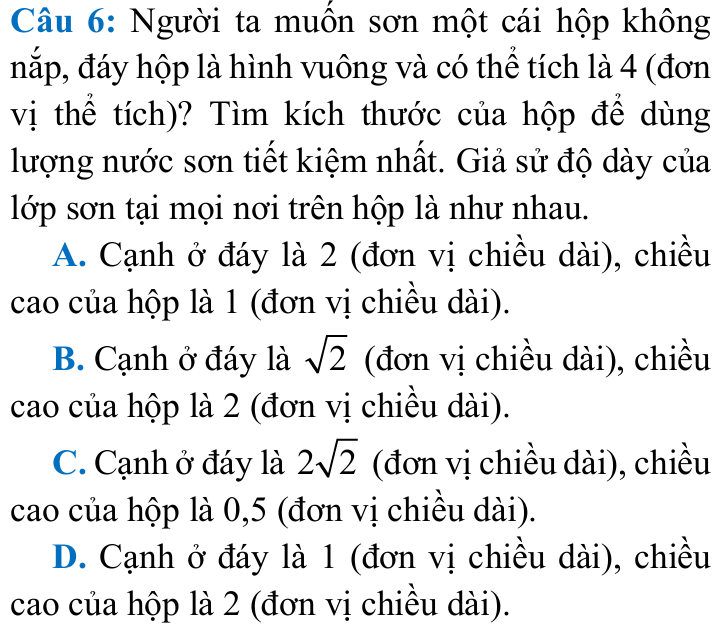 Câu 6: Người ta muốn sơn một cái hộp không
nắp, đáy hộp là hình vuông và có thể tích là 4 (đơn
vị thể tích)? Tìm kích thước của hộp để dùng
lượng nước sơn tiết kiệm nhất. Giả sử độ dày của
lớp sơn tại mọi nơi trên hộp là như nhau.
A. Cạnh ở đáy là 2 (đơn vị chiều dài), chiều
cao của hộp là 1 (đơn vị chiều dài).
B. Cạnh ở đáy là √2 (đơn vị chiều dài), chiều
cao của hộp là 2 (đơn vị chiều dài).
C. Cạnh ở đáy là 2√2 (đơn vị chiều dài), chiều
cao của hộp là 0,5 (đơn vị chiều dài).
D. Cạnh ở đáy là 1 (đơn vị chiều dài), chiều
cao của hộp là 2 (đơn vị chiều dài).